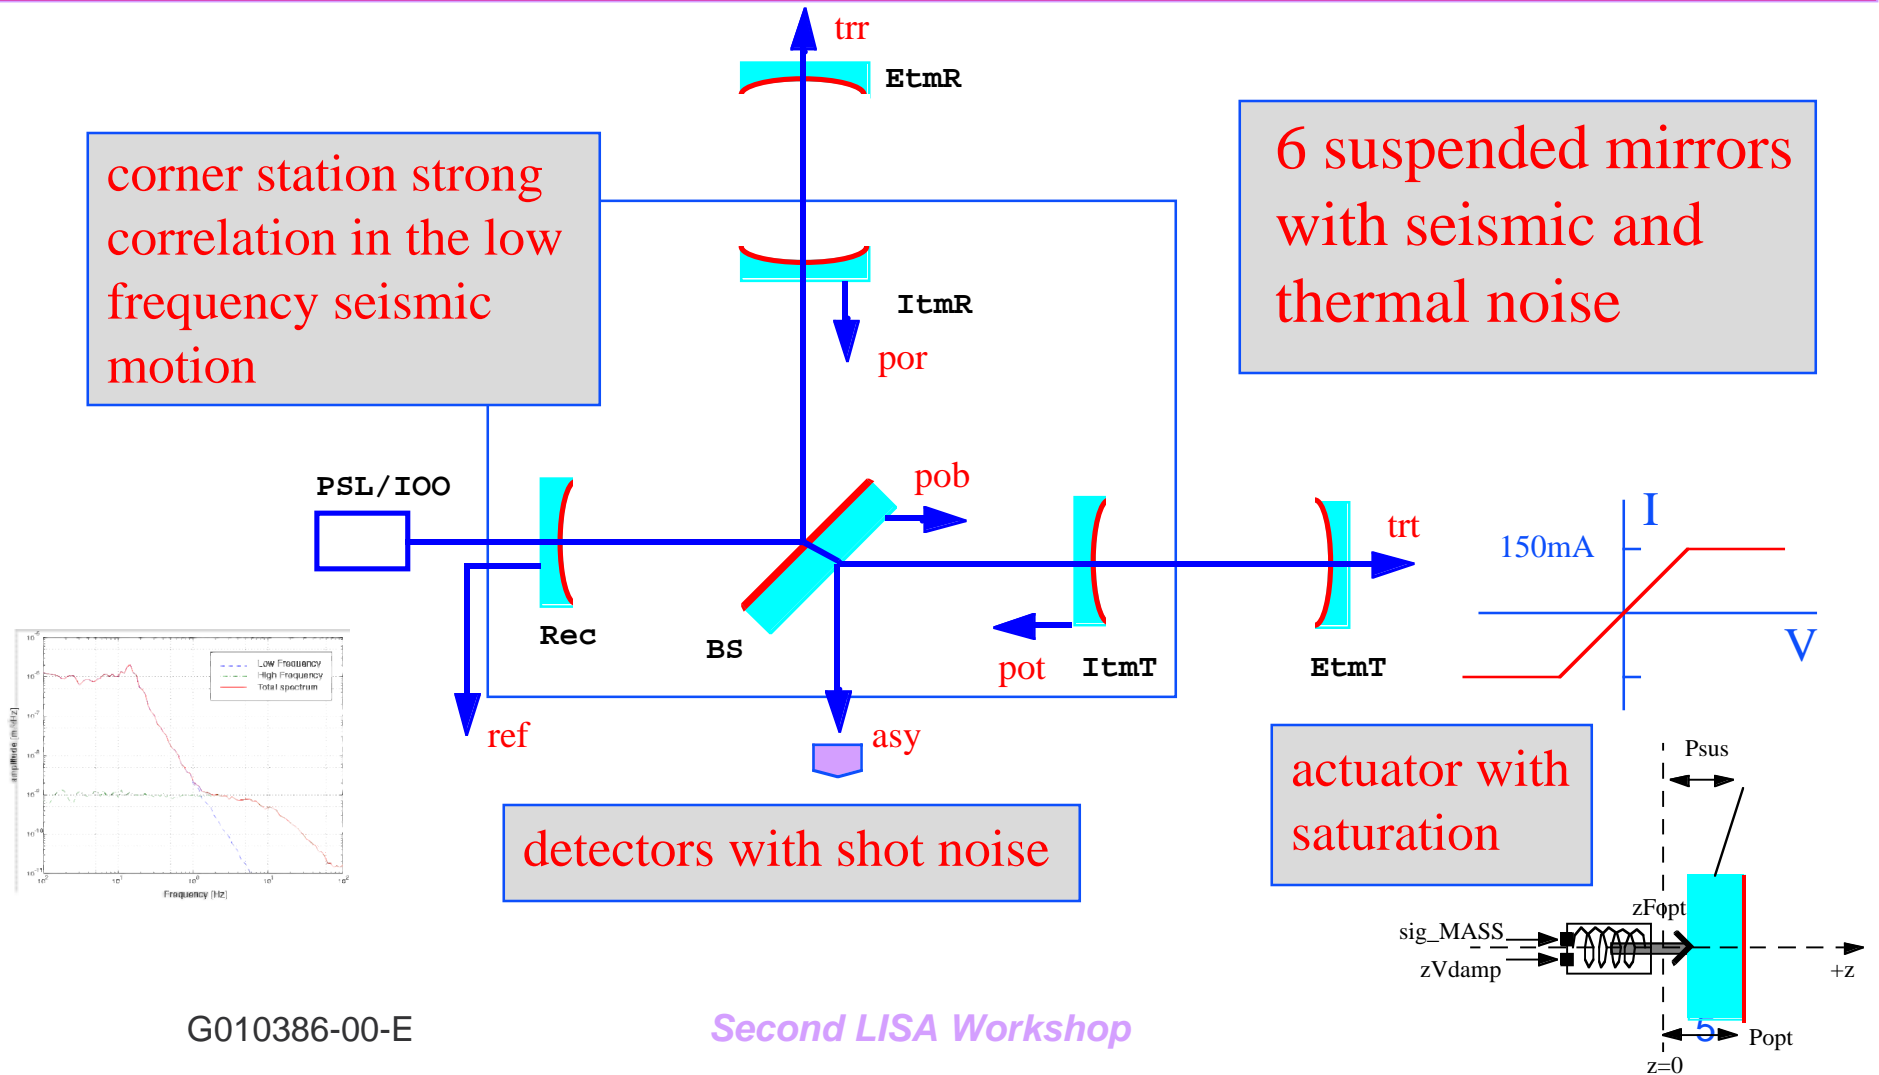 trr
EtmR
corner station strong
correlation in the low
frequency seismic
motion
6 suspended mirrors
with seismic and
thermal noise
ItmR
por
PSL/IOO
pob
trt
I
150mA
V
Rec
BS
pot
ItmT
EtmT
ref
asy
Low Frequency
High Frequency
Total spectrum
Frequency [Hz]
detectors with shot noise
actuator with
saturation
Psus
zFopt
sig_MASS
zVdamp
+z
Popt
z=0
G010386-00-E
Second LISA Workshop
5